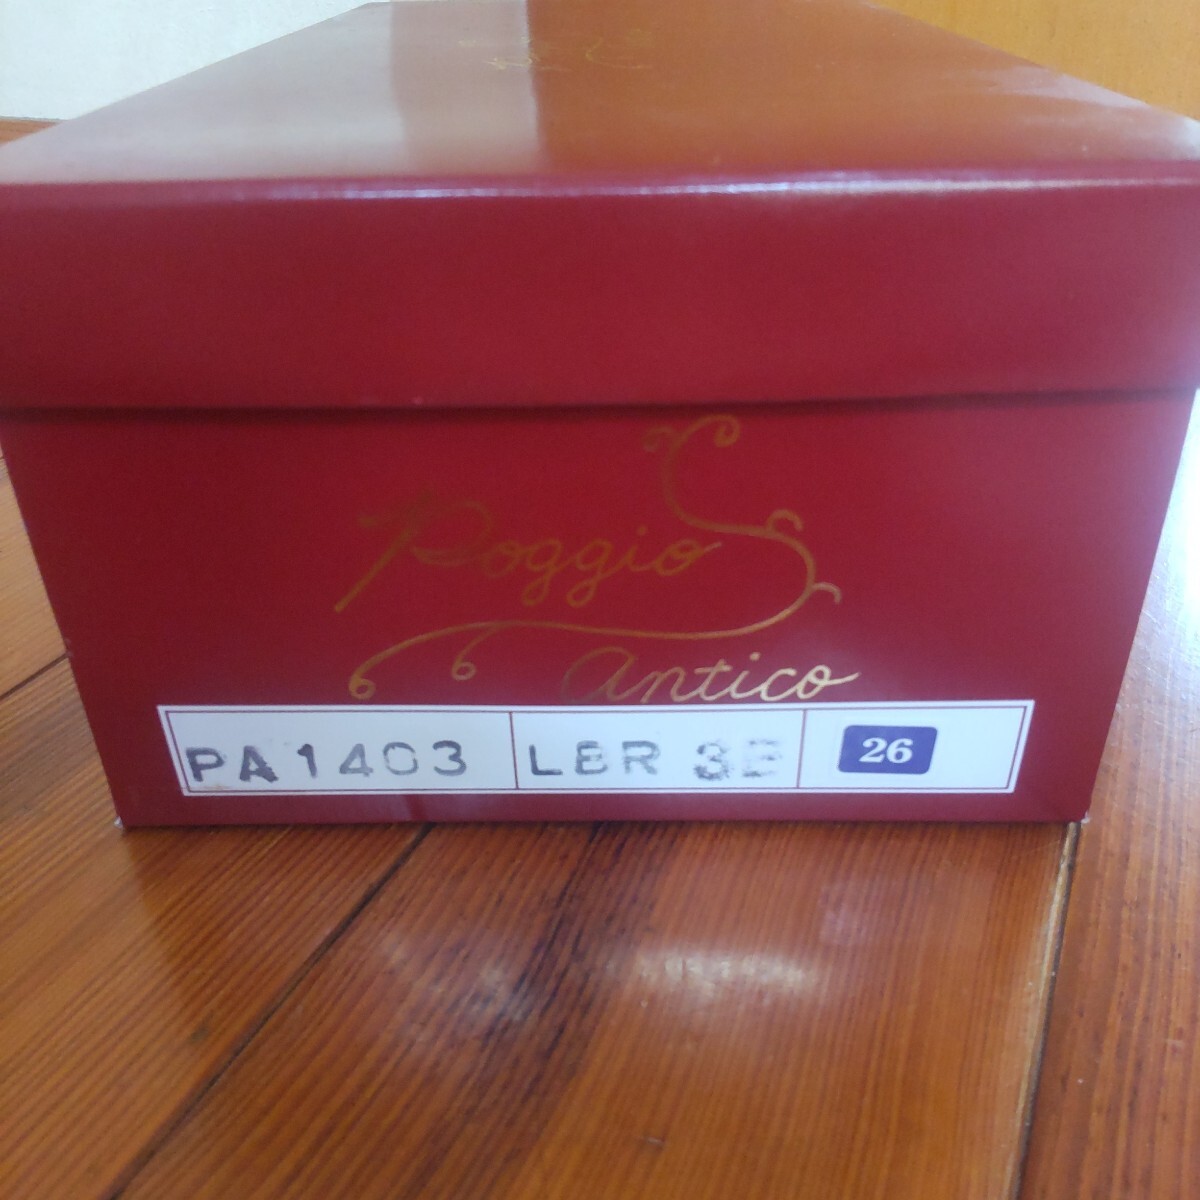 Poggio
antico
PA1403 LBR 3E 26